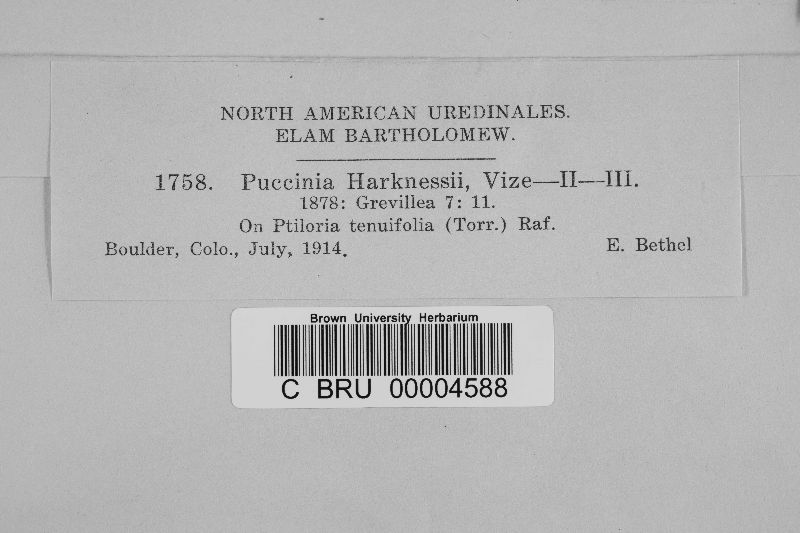 NORTH AMERICAN UREDINALES.
ELAM BARTHOLOMEW.
1758. Puccinia Harknessii, Vize—II—III.
1878: Grevillea 7: 11.
On Ptiloria tenuifolia (Torr.) Raf.
Boulder, Colo., July, 1914. E. Bethel
Brown University Herbarium
C BRU 00004588